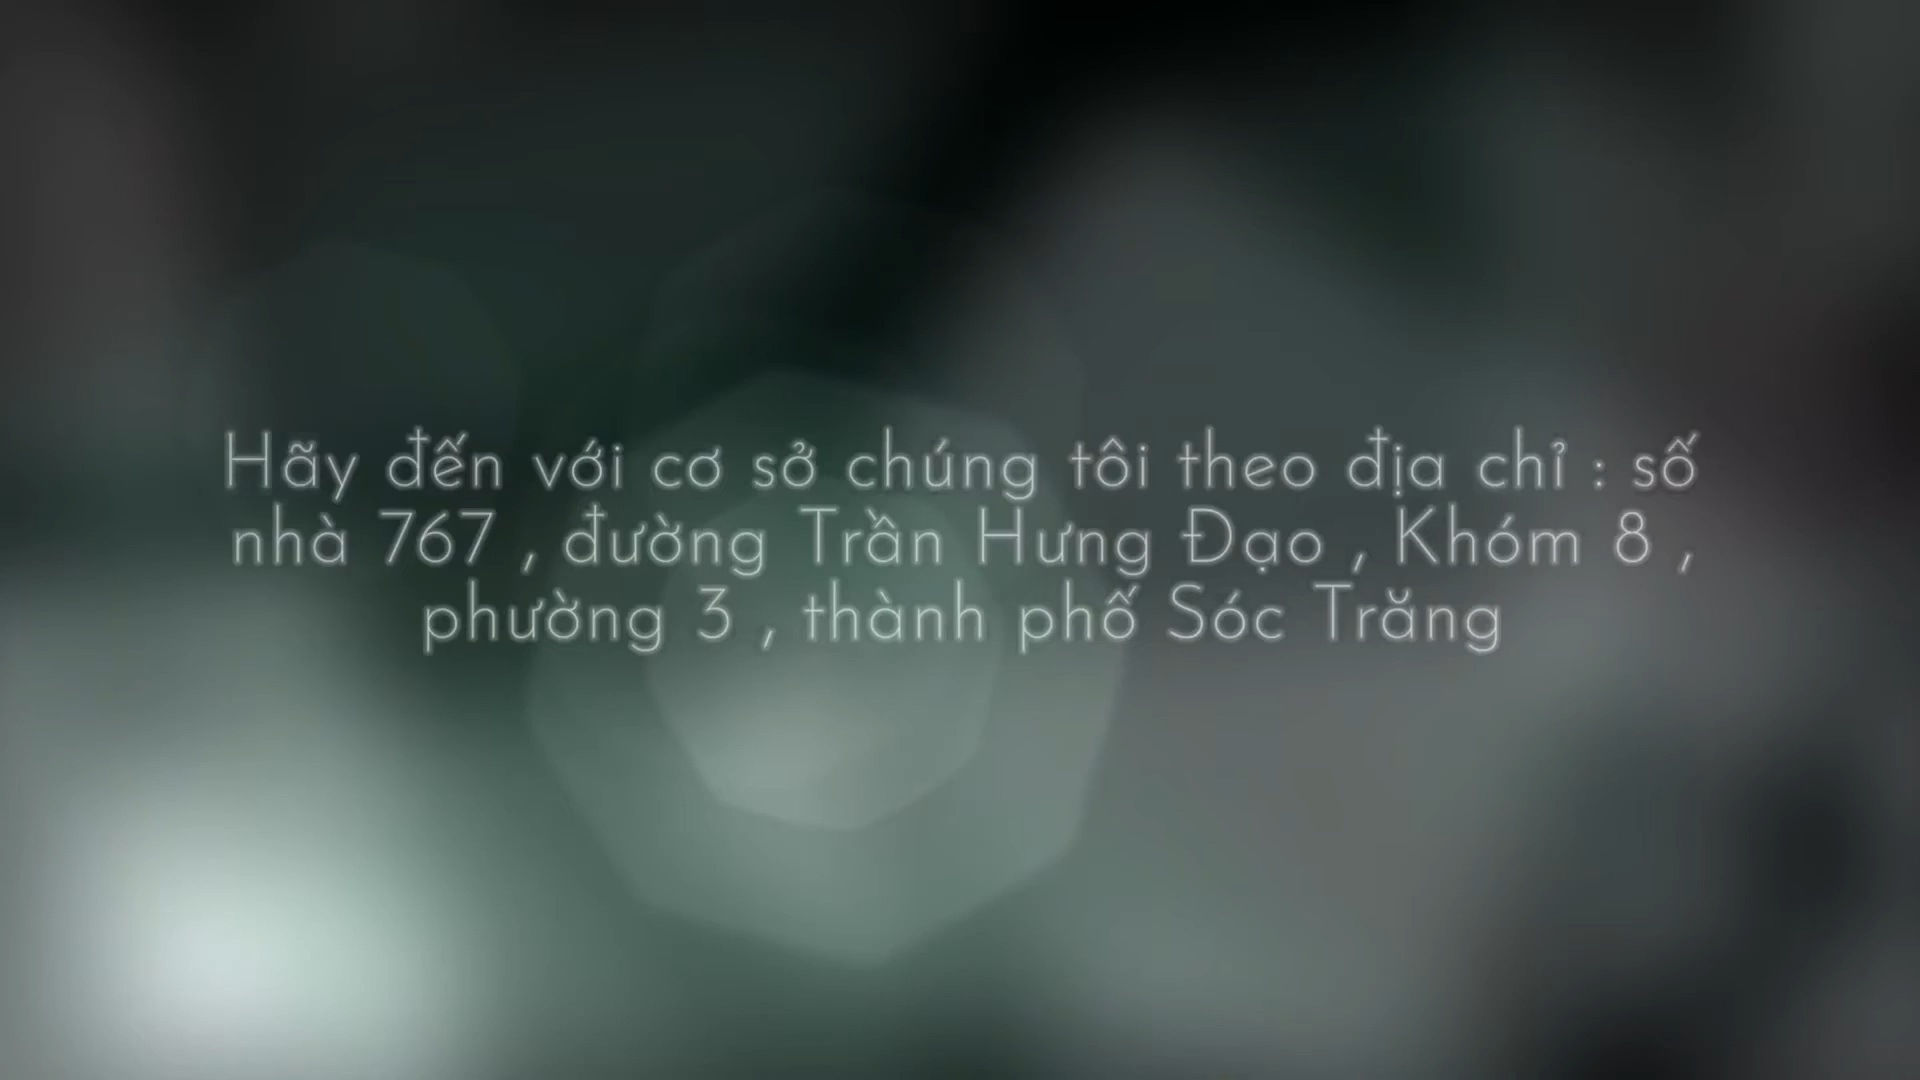 Hãy đến với cơ sở chúng tôi theo địa chỉ : số
nhà 767 , đường Trần Hưng Đạo , Khóm 8 ,
phường 3 , thành phố Sóc Trăng